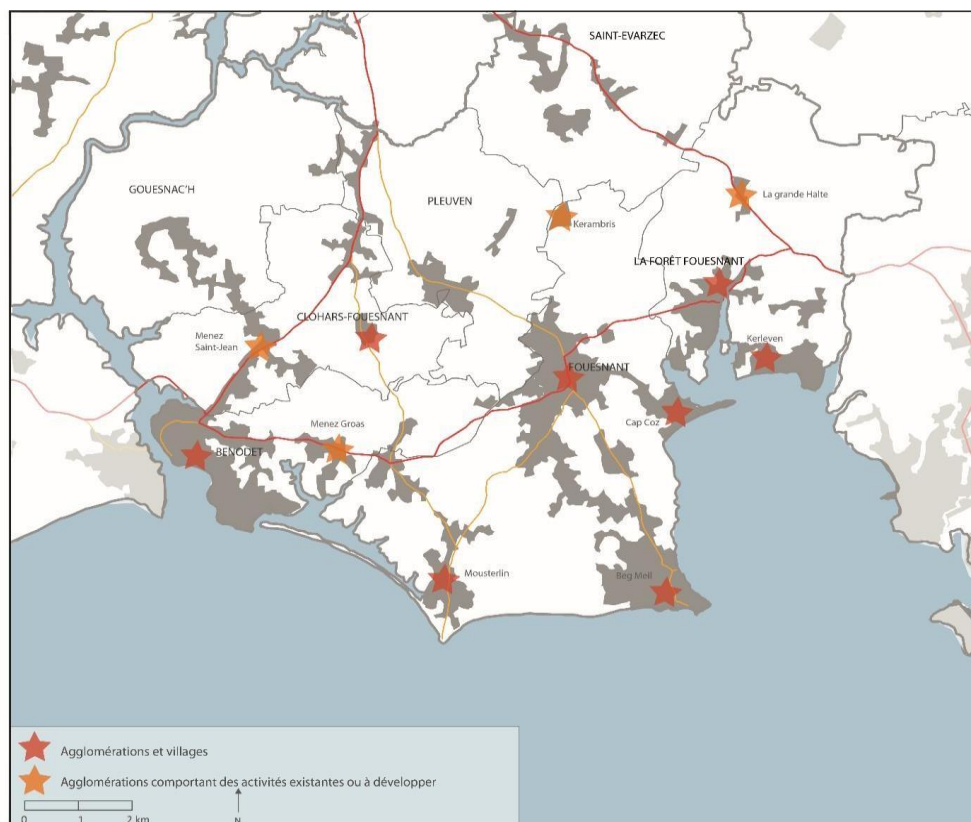 SAINT-EVARZEC
GOUESNAC'H
PLEUVEN
La grande Halte
Kerambris
LA FORÊT FOUESNANT
CLOHARS-FOUESNANT
Menez
Saint-Jean
Kerleven
FOUESNANT
Cap Coz
Menez Groas
BENODET
Mousterlin
Beg Meil
Agglomérations et villages
Agglomérations comportant des activités existantes ou à développer
0 1 2 km
N